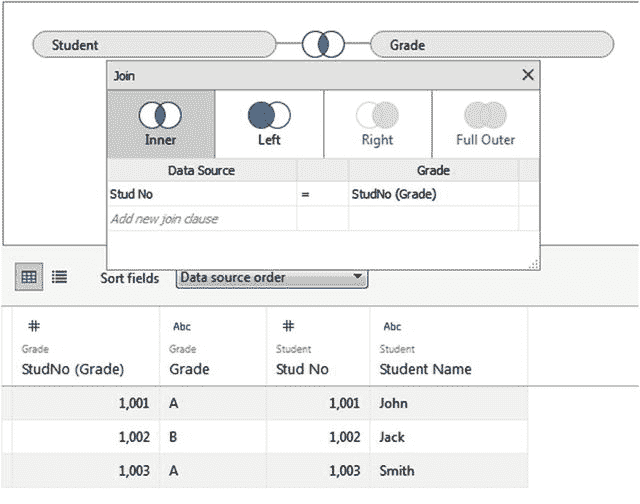 Student Grade
Join
Inner Left Right Full Outer
Data Source Grade
Stud No = StudNo (Grade)
Add new join clause
Sort fields Data source order
# Abc # Abc
Grade Grade Student Student
StudNo (Grade) Grade Stud No Student Name
1,001 A 1,001 John
1,002 B 1,002 Jack
1,003 A 1,003 Smith